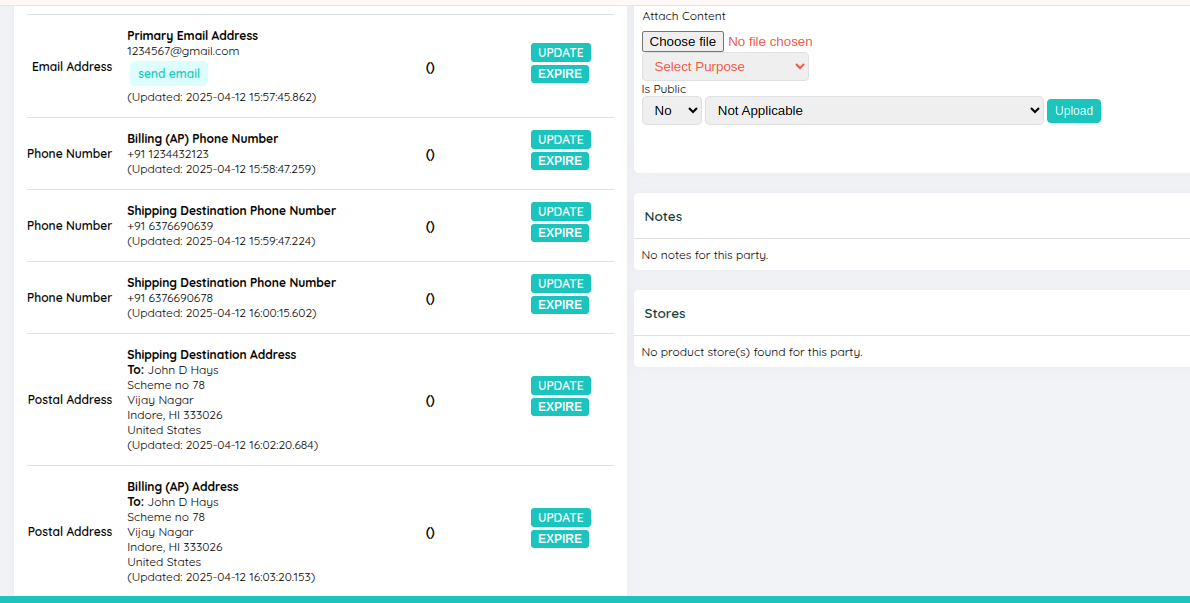 Primary Email Address
Email Address
1234567@gmail.com
send email
(Updated: 2025-04-12 15:57:45.862)
()
UPDATE
EXPIRE
Billing (AP) Phone Number
Phone Number
+91 1234432123
(Updated: 2025-04-12 15:58:47.259)
()
UPDATE
EXPIRE
Shipping Destination Phone Number
Phone Number
+91 6376690639
(Updated: 2025-04-12 15:59:47.224)
()
UPDATE
EXPIRE
Shipping Destination Phone Number
Phone Number
+91 6376690678
(Updated: 2025-04-12 16:00:15.602)
()
UPDATE
EXPIRE
Shipping Destination Address
To: John D Hays
Scheme no 78
Postal Address
Vijay Nagar
Indore, HI 333026
United States
(Updated: 2025-04-12 16:02:20.684)
()
UPDATE
EXPIRE
Billing (AP) Address
To: John D Hays
Scheme no 78
Postal Address
Vijay Nagar
Indore, HI 333026
United States
(Updated: 2025-04-12 16:03:20.153)
()
UPDATE
EXPIRE
Attach Content
Choose file No file chosen
Select Purpose
Is Public
No
Not Applicable
Upload
Notes
No notes for this party.
Stores
No product store(s) found for this party.